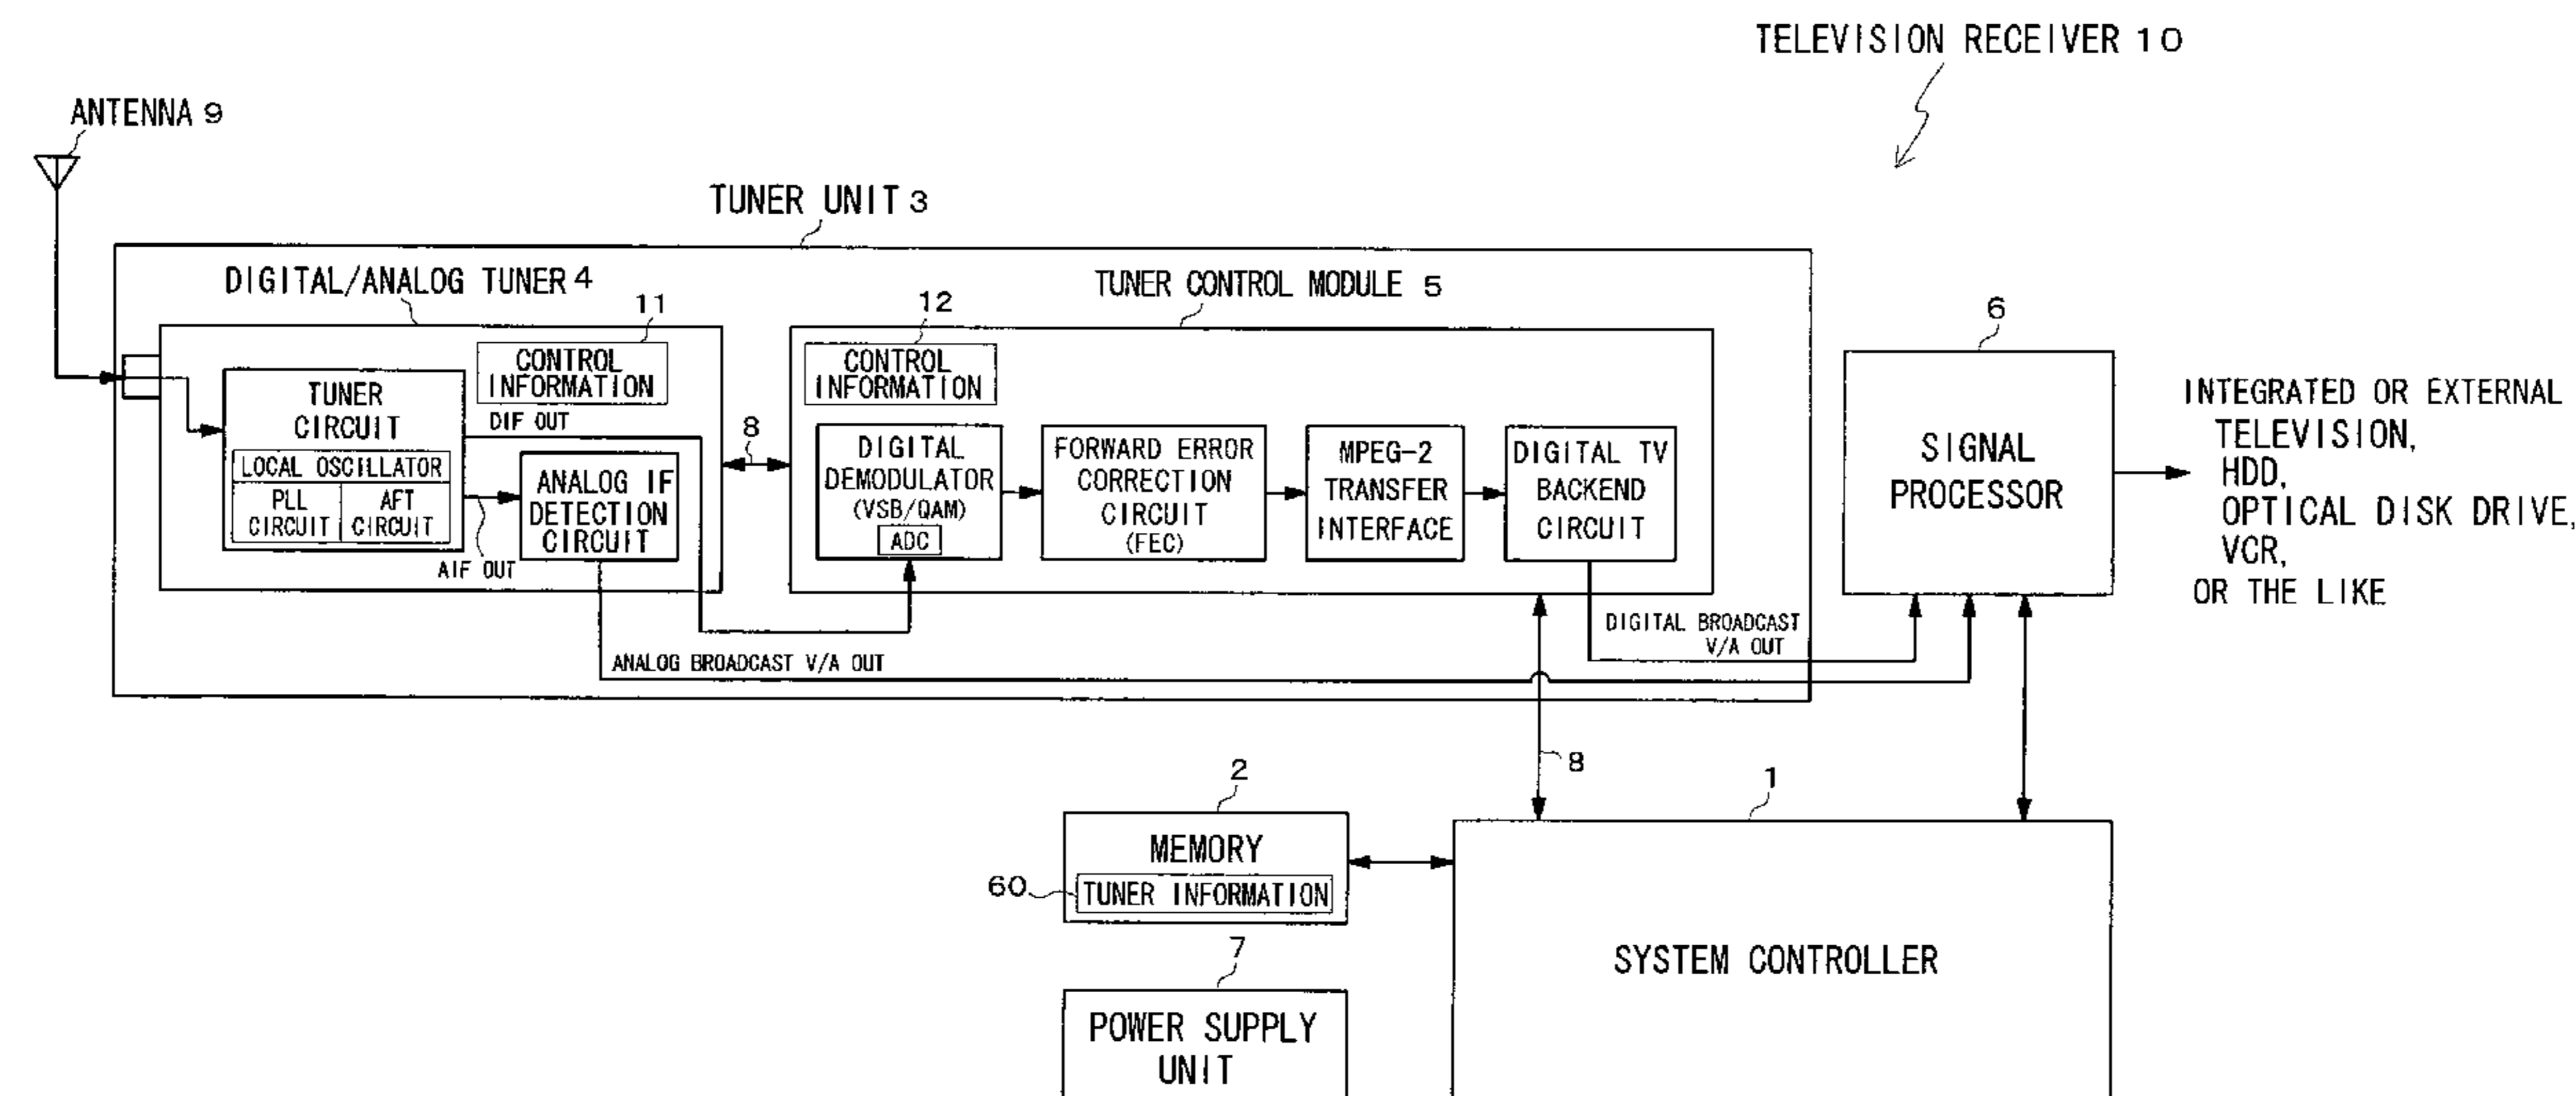 TELEVISION RECEIVER 10
ANTENNA 9
TUNER UNIT 3
DIGITAL/ANALOG TUNER 4
11
CONTROL
INFORMATION
TUNER
CIRCUIT
LOCAL OSCILLATOR
PLL
CIRCUIT
AFT
CIRCUIT
DIF OUT
AIF OUT
ANALOG IF
DETECTION
CIRCUIT
8
TUNER CONTROL MODULE 5
12
CONTROL
INFORMATION
DIGITAL
DEMODULATOR
(VSB/QAM)
ADC
FORWARD ERROR
CORRECTION
CIRCUIT
(FEC)
MPEG-2
TRANSFER
INTERFACE
DIGITAL TV
BACKEND
CIRCUIT
DIGITAL BROADCAST
V/A OUT
ANALOG BROADCAST V/A OUT
6
SIGNAL
PROCESSOR
INTEGRATED OR EXTERNAL
TELEVISION,
HDD,
OPTICAL DISK DRIVE,
VCR,
OR THE LIKE
8
2
MEMORY
60
TUNER INFORMATION
1
SYSTEM CONTROLLER
7
POWER SUPPLY
UNIT